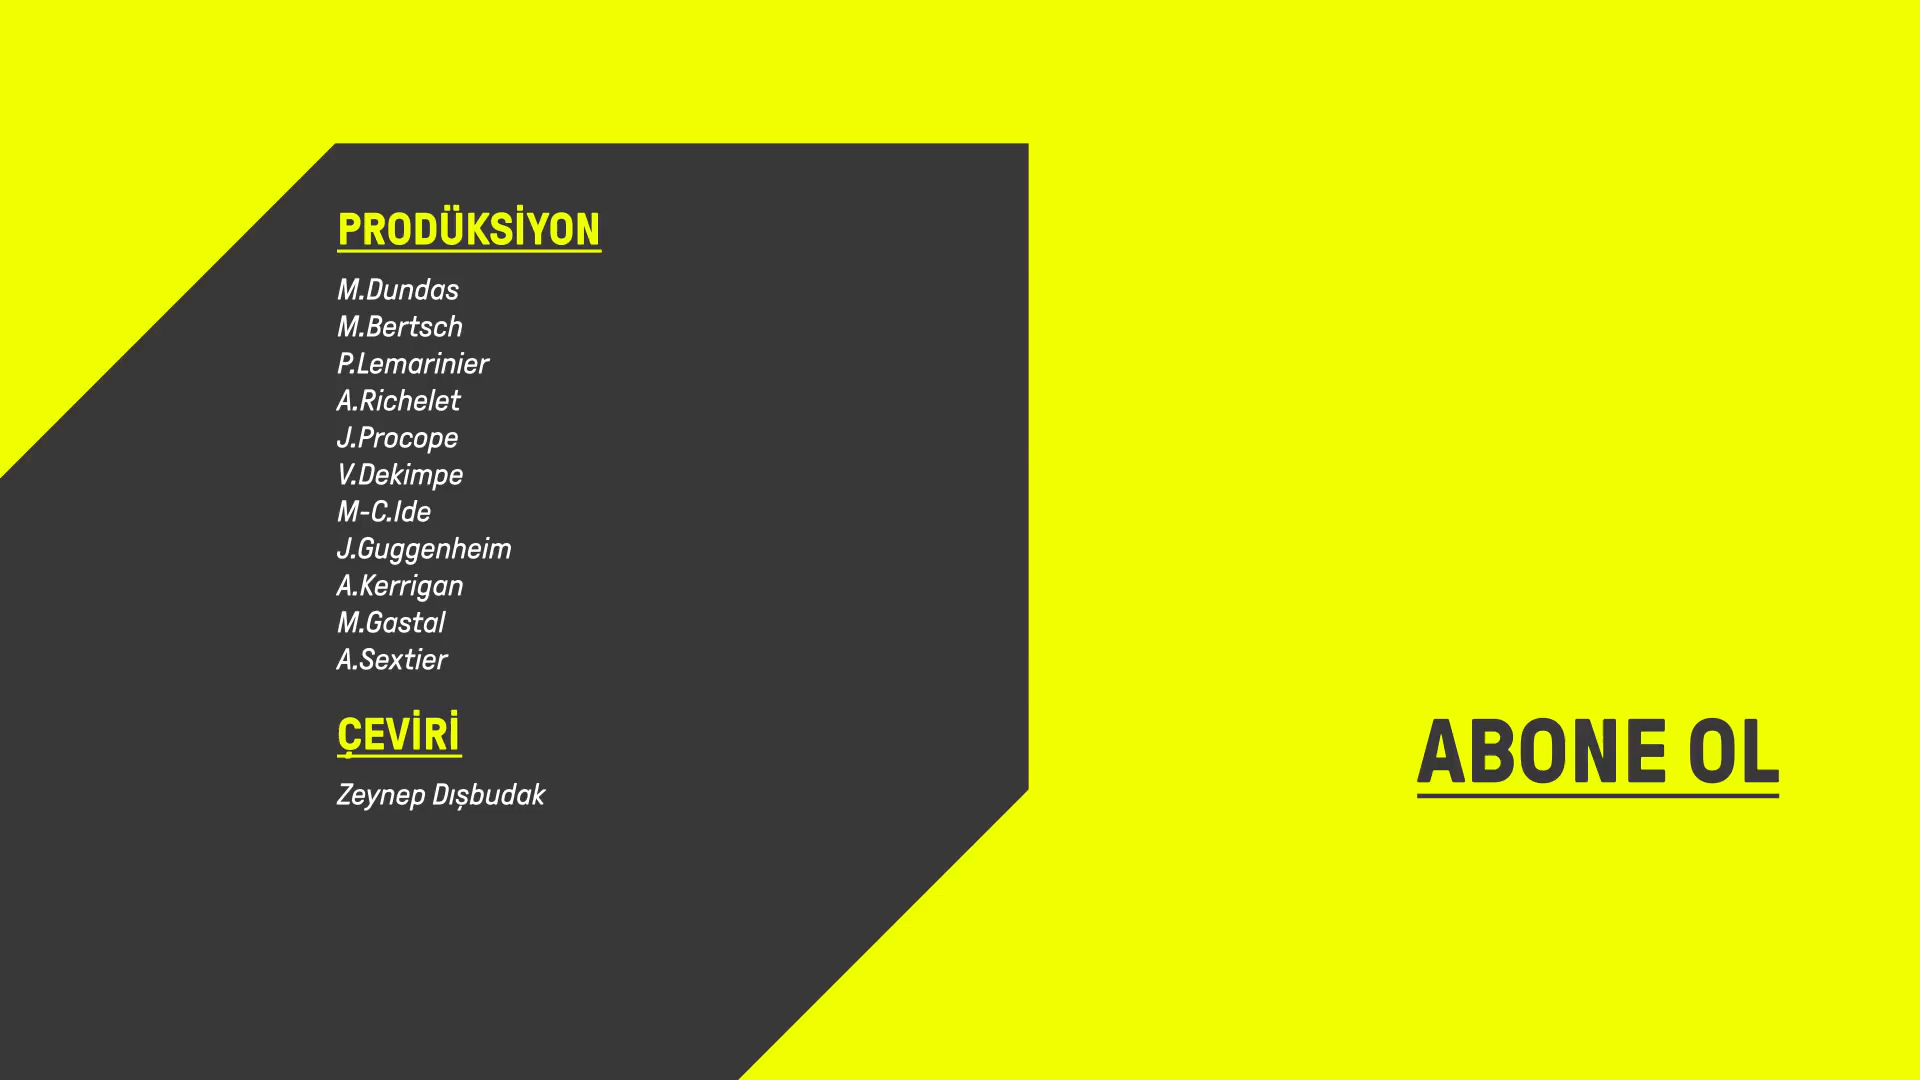 PRODÜKSİYON
M.Dundas
M.Bertsch
P.Lemarinier
A.Richelet
J.Procope
V.Dekimpe
M-C.Ide
J.Guggenheim
A.Kerrigan
M.Gastal
A.Sextier
ÇEVİRİ
Zeynep Dışbudak
ABONE OL